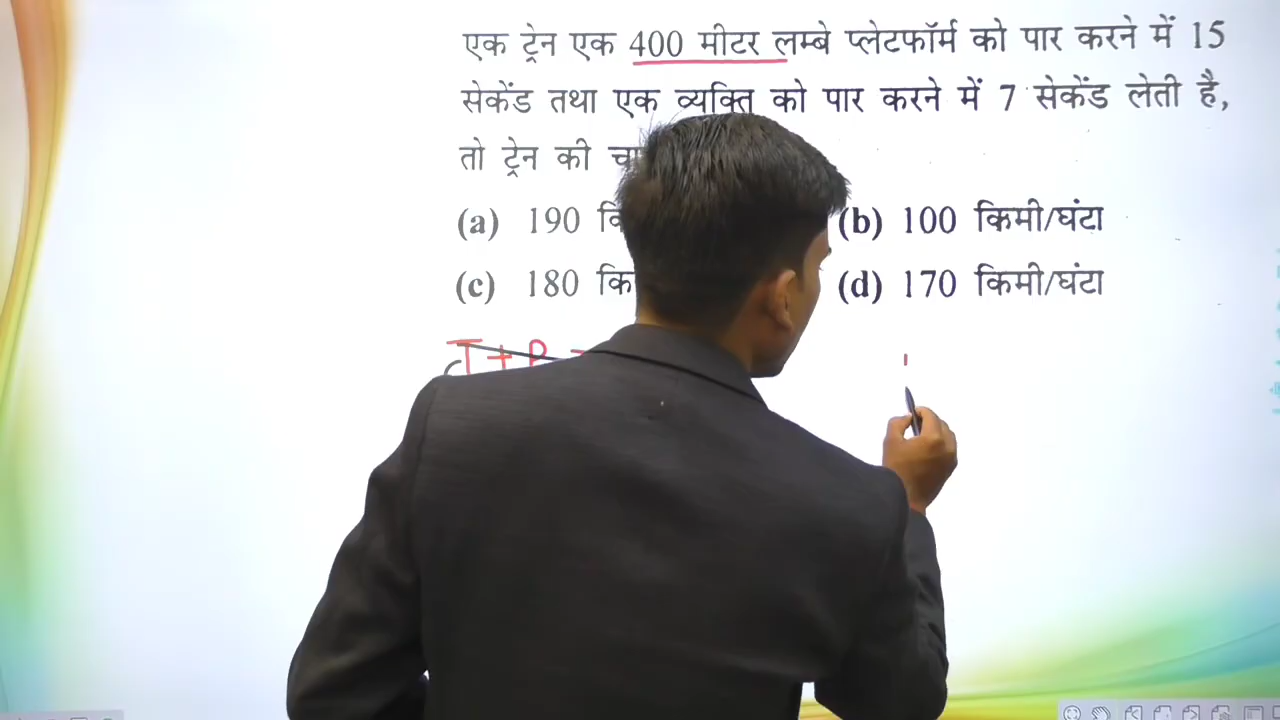 एक ट्रेन एक 400 मीटर लम्बे प्लेटफॉर्म को पार करने में 15
सेकेंड तथा एक व्यक्ति को पार करने में 7 सेकेंड लेती है,
तो ट्रेन की
(a) 190 (b) 100 किमी/घंटा
(c) 180 (d) 170 किमी/घंटा
T + P